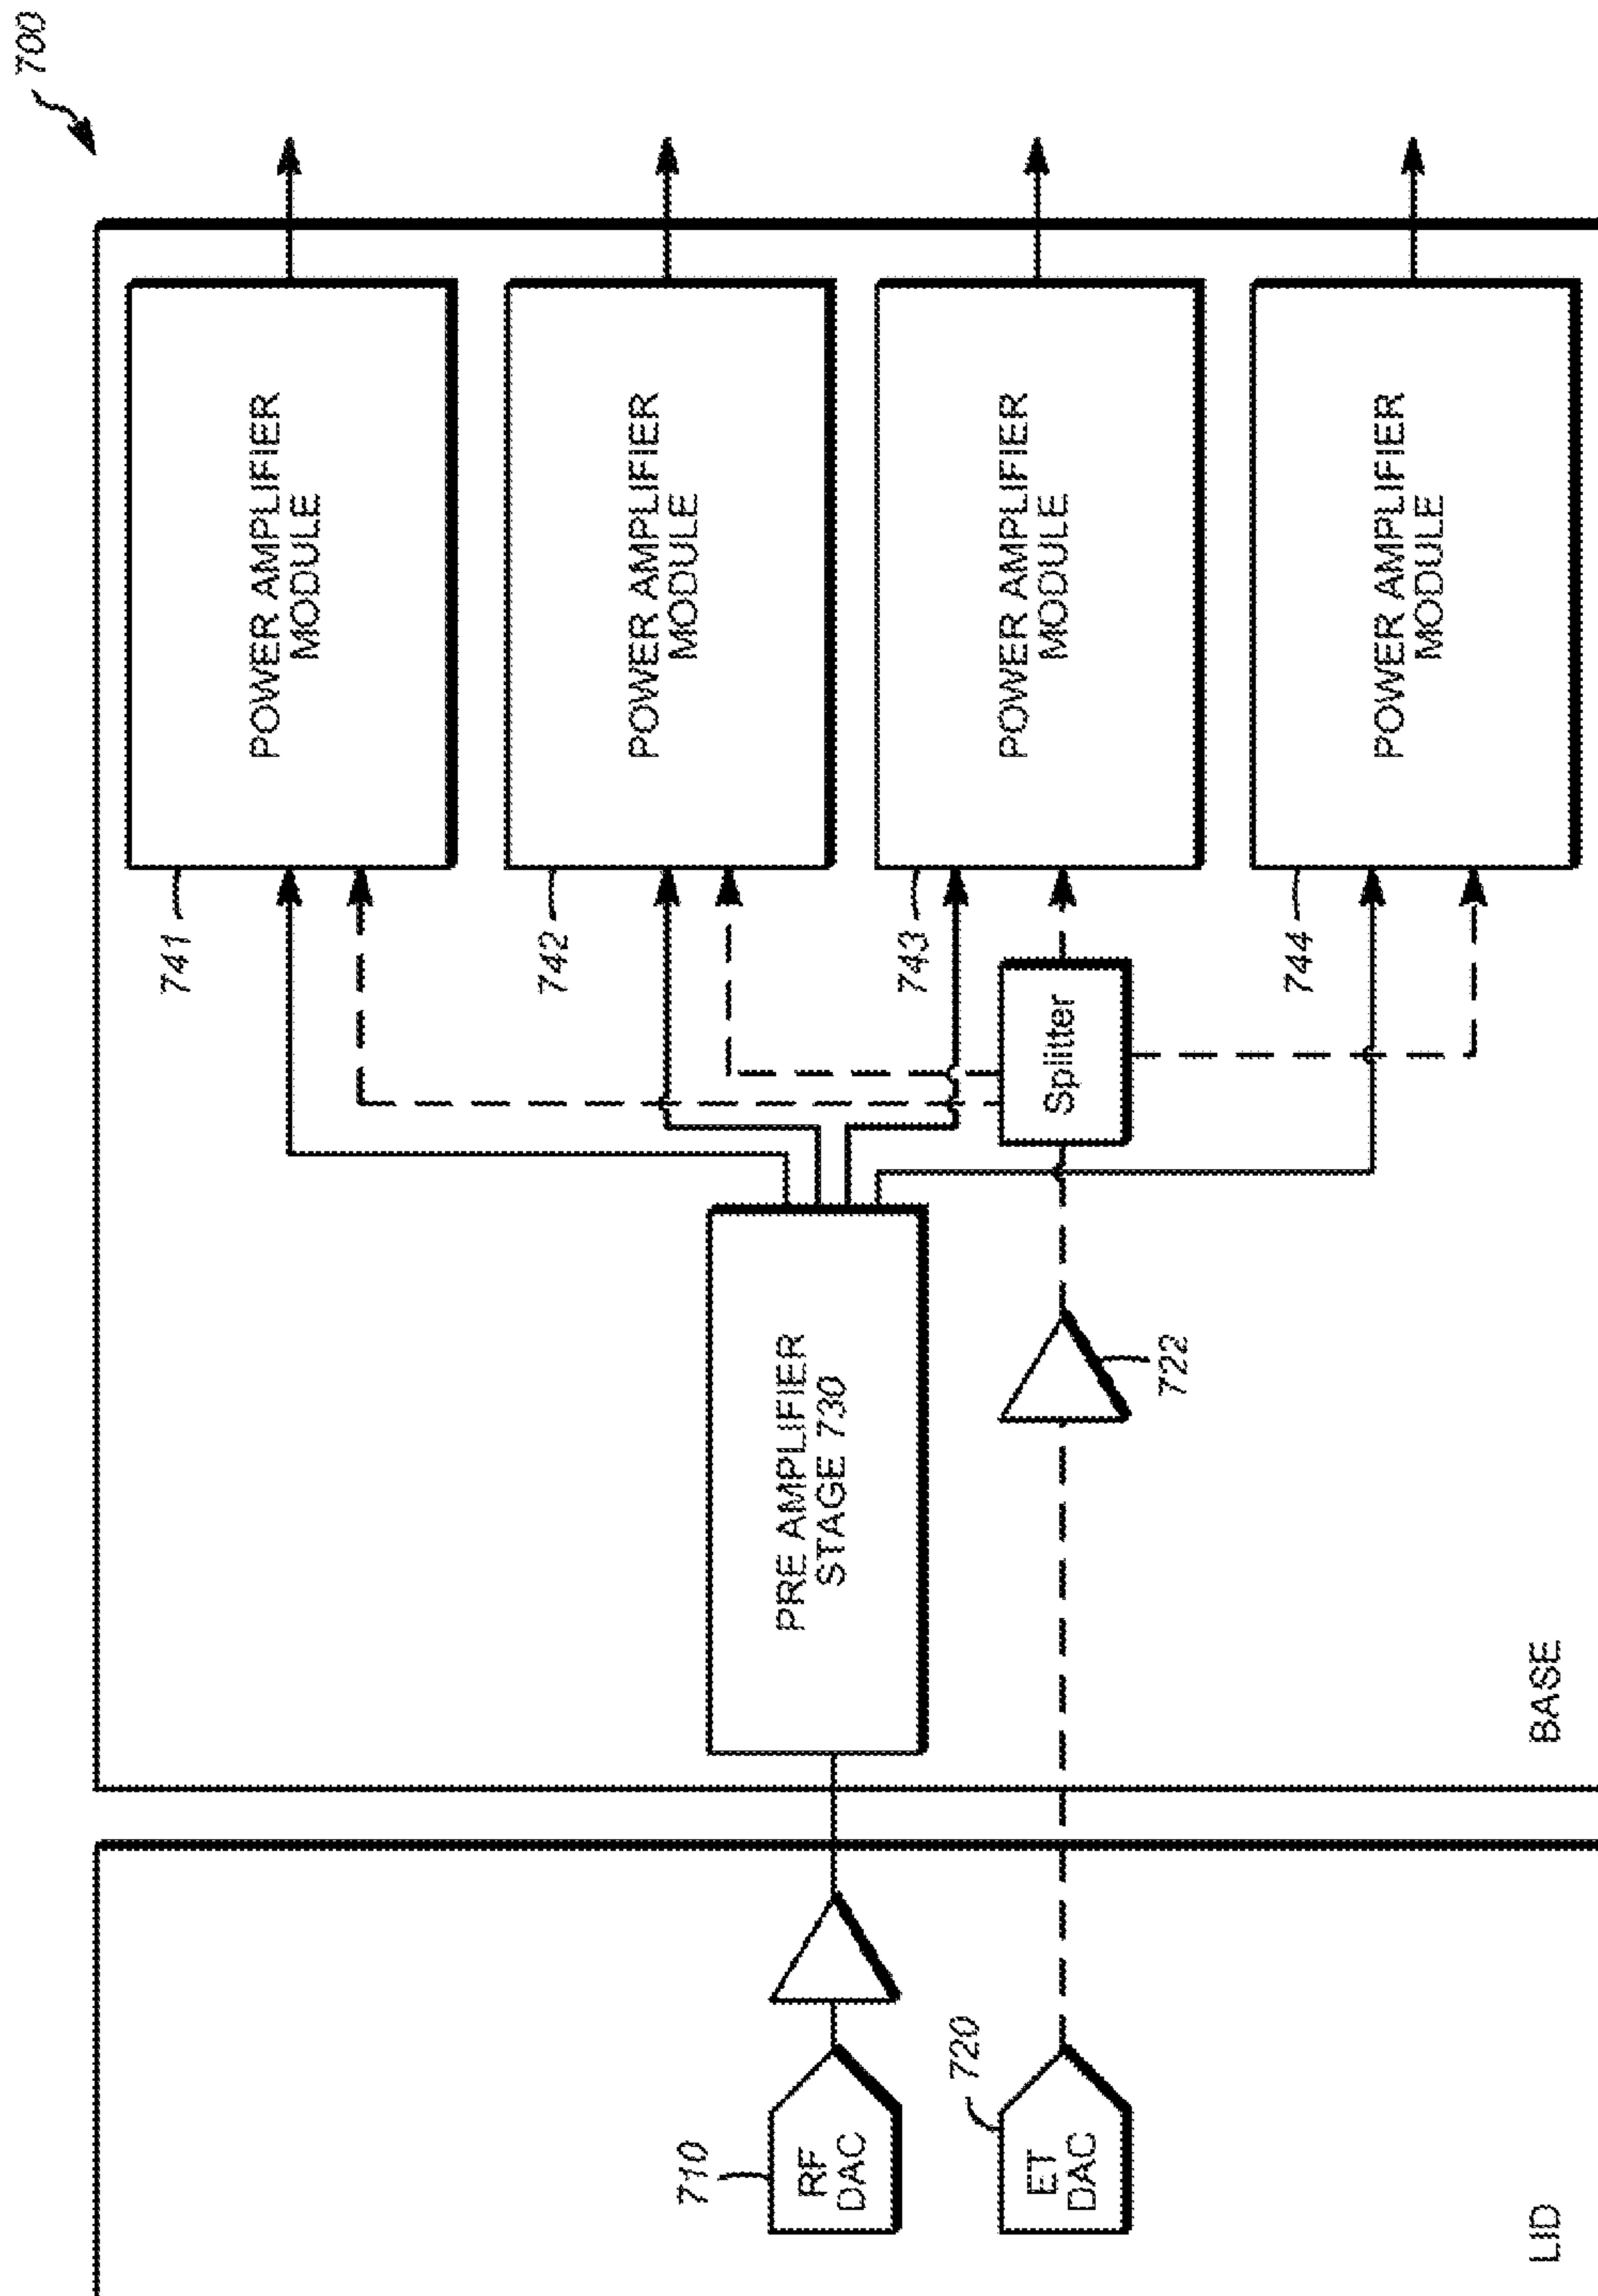 700
741
POWER AMPLIFIER
MODULE
742
POWER AMPLIFIER
MODULE
710
RF
DAC
PRE AMPLIFIER
STAGE 730
743
POWER AMPLIFIER
MODULE
720
ET
DAC
722
Splitter
744
POWER AMPLIFIER
MODULE
LID
BASE